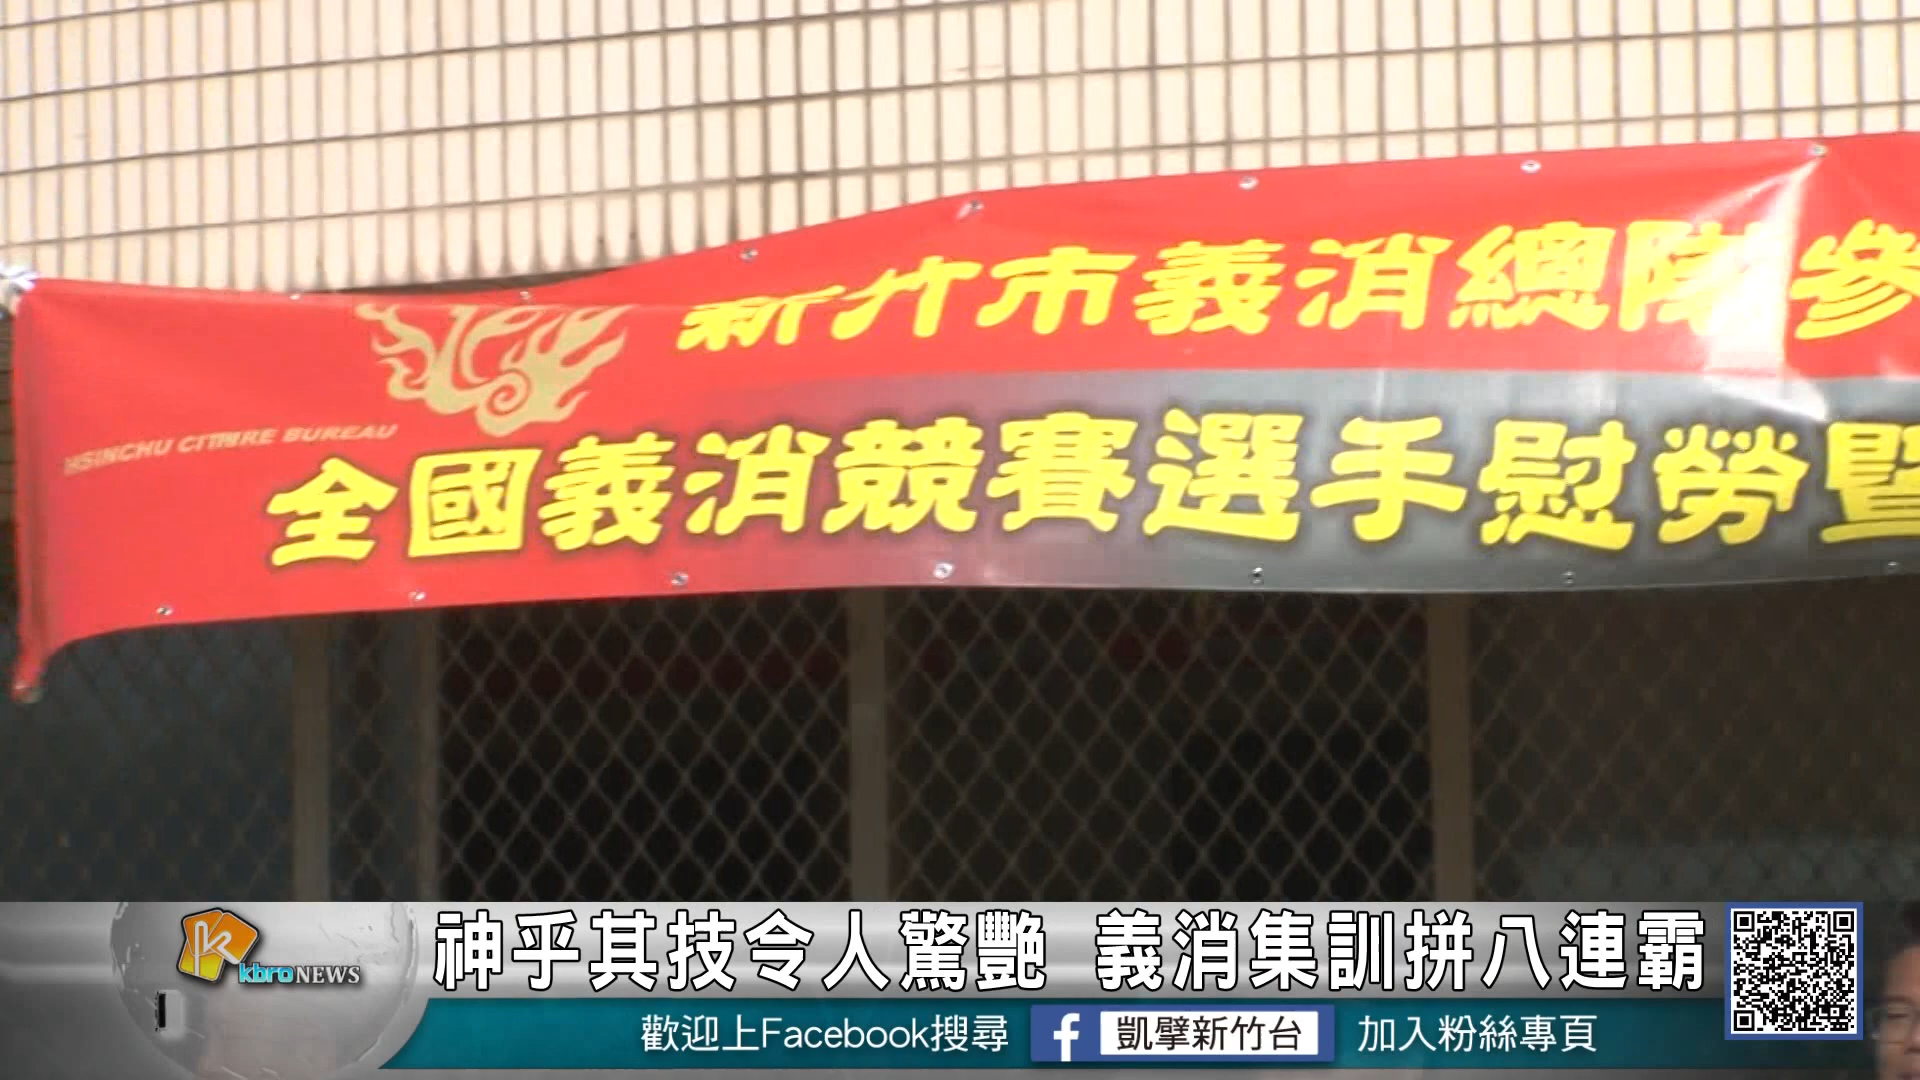 新竹市義消總隊參
HSINCHU CITY FIRE BUREAU
全國義消競賽選手慰勞暨
kbro NEWS
神乎其技令人驚艷 義消集訓拼八連霸
歡迎上Facebook搜尋 凱擘新竹台 加入粉絲專頁